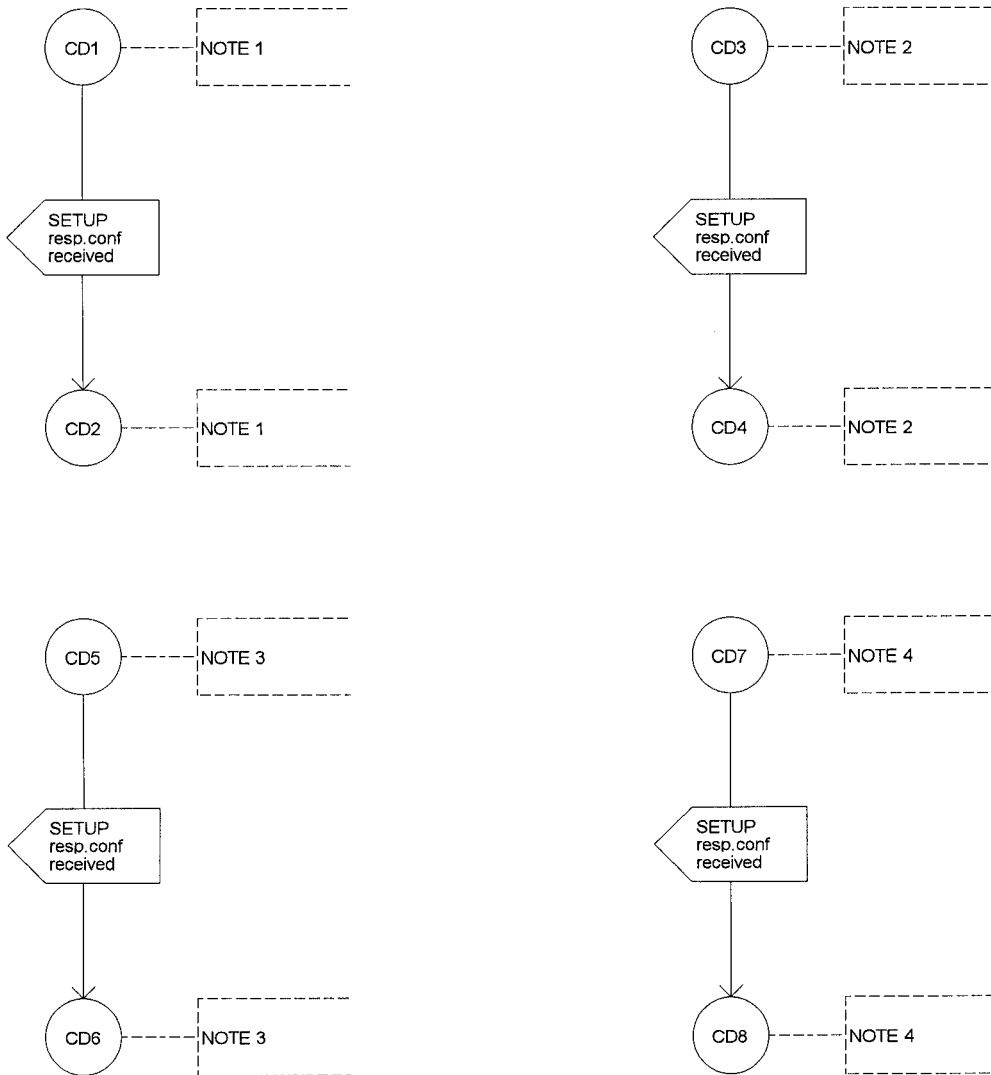 CD1
NOTE 1
CD3
NOTE 2
SETUP
resp.conf
received
SETUP
resp.conf
received
CD2
NOTE 1
CD4
NOTE 2
CD5
NOTE 3
CD7
NOTE 4
SETUP
resp.conf
received
SETUP
resp.conf
received
CD6
NOTE 3
CD8
NOTE 4